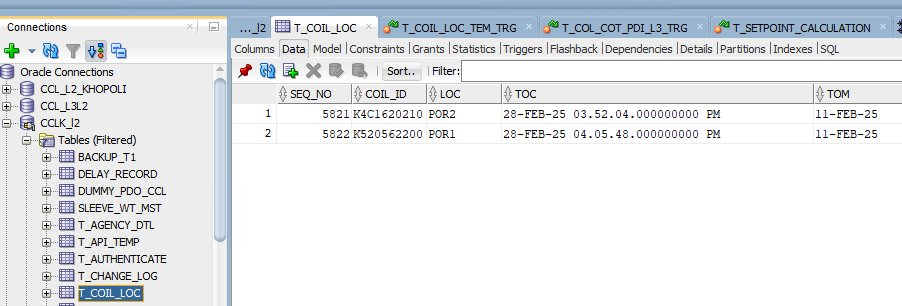 Connections
Oracle Connections
CCL_L2_KHOPOLI
CCL_L3L2
CCLK_l2
Tables (Filtered)
BACKUP_T1
DELAY_RECORD
DUMMY_PDO_CCL
SLEEVE_WT_MST
T_AGENCY_DTL
T_API_TEMP
T_AUTHENTICATE
T_CHANGE_LOG
T_COIL_LOC
..._l2 T_COIL_LOC T_COIL_LOC_TEM_TRG T_COL_COT_PDI_L3_TRG T_SETPOINT_CALCULATION
Columns Data Model Constraints Grants Statistics Triggers Flashback Dependencies Details Partitions Indexes SQL
Sort.. Filter:
SEQ_NO COIL_ID LOC TOC TOM
1 5821 K4C1620210 POR2 28-FEB-25 03.52.04.000000000 PM 11-FEB-25
2 5822 K520562200 POR1 28-FEB-25 04.05.48.000000000 PM 11-FEB-25